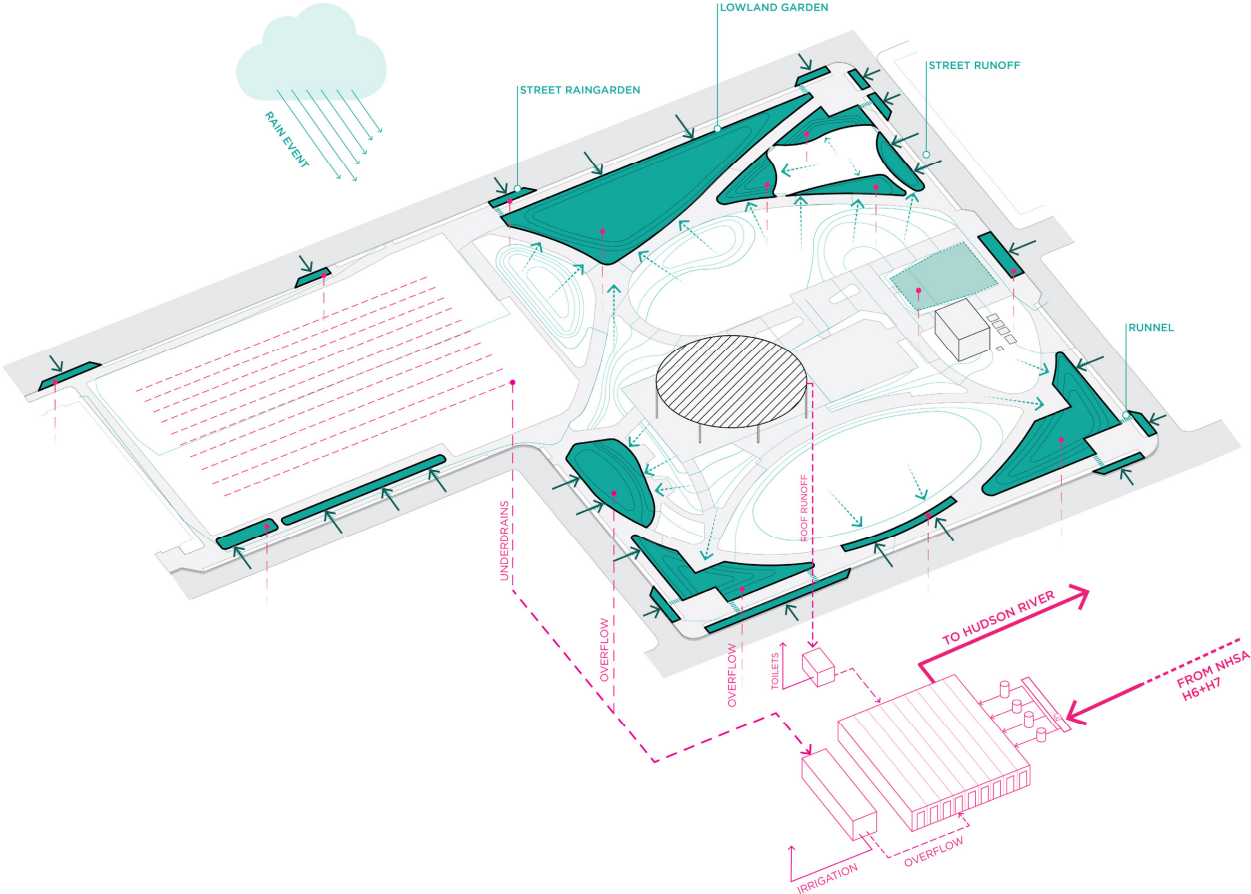 LOWLAND GARDEN
STREET RUNOFF
STREET RAINGARDEN
RAIN EVENT
RUNNEL
ROOF RUNOFF
UNDERDRAINS
OVERFLOW
OVERFLOW
TOILETS
TO HUDSON RIVER
FROM NHSA
H6+H7
OVERFLOW
IRRIGATION